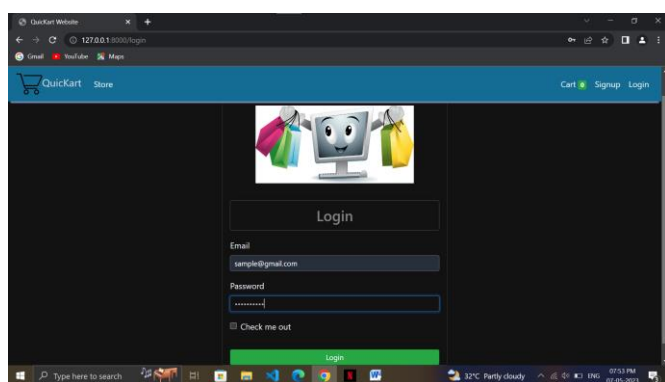 QuicKart Website
127.0.0.1:8000/login
Gmail YouTube Maps
QuicKart Store Cart 0 Signup Login
Login
Email
sample@gmail.com
Password
••••••••••
Check me out
Login
Type here to search 32°C Partly cloudy ENG 07:53 PM
07-05-2023